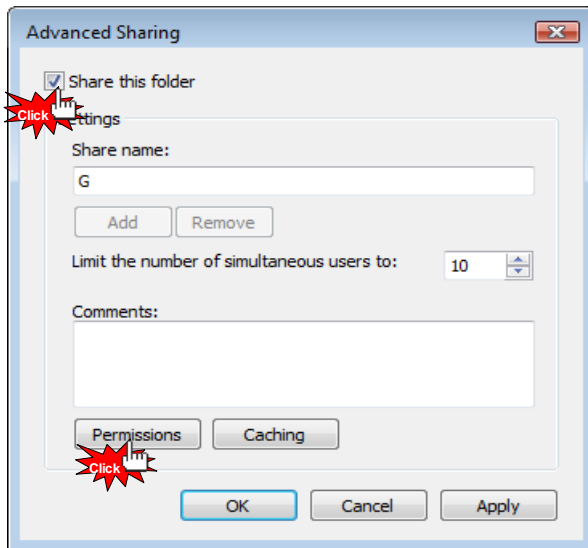 Advanced Sharing
Share this folder
Click
ettings
Share name:
G
Add Remove
Limit the number of simultaneous users to: 10
Comments:
Permissions Caching
Click
OK Cancel Apply